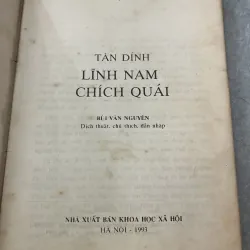 TÂN ĐÍNH
LĨNH NAM
CHÍCH QUÁI
BÙI VĂN NGUYÊN
Dịch thuật, chú thích, dẫn nhập
NHÀ XUẤT BẢN KHOA HỌC XÃ HỘI
HÀ NỘI - 1993